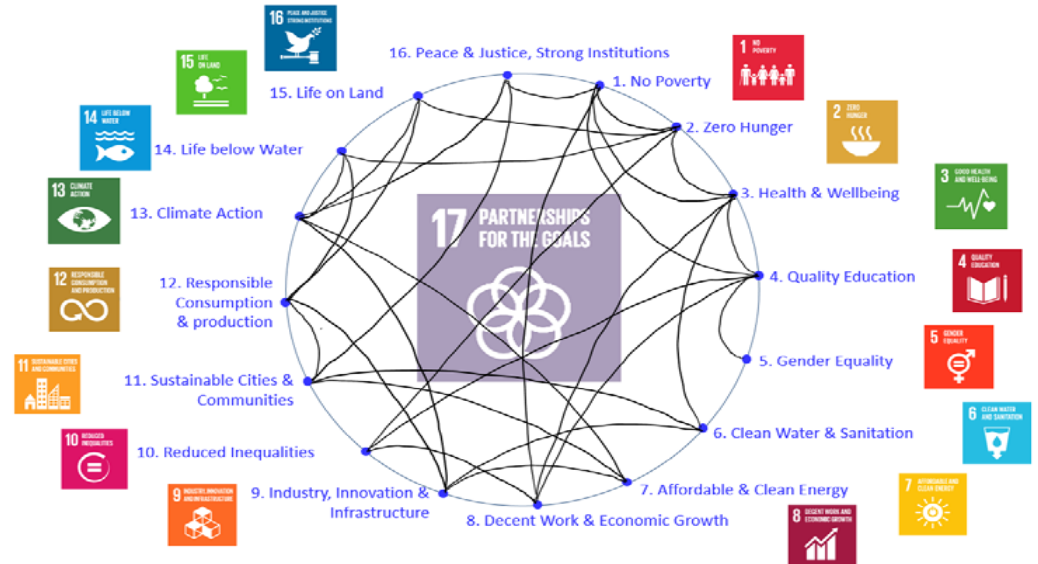 16 PEACE AND JUSTICE
STRONG INSTITUTIONS
16. Peace & Justice, Strong Institutions
1 NO
POVERTY
1. No Poverty
2 ZERO
HUNGER
2. Zero Hunger
3 GOOD HEALTH
AND WELL-BEING
3. Health & Wellbeing
4 QUALITY
EDUCATION
4. Quality Education
5 GENDER
EQUALITY
5. Gender Equality
6 CLEAN WATER
AND SANITATION
6. Clean Water & Sanitation
7 AFFORDABLE AND
CLEAN ENERGY
7. Affordable & Clean Energy
8 DECENT WORK AND
ECONOMIC GROWTH
8. Decent Work & Economic Growth
9 INDUSTRY, INNOVATION
AND INFRASTRUCTURE
9. Industry, Innovation &
Infrastructure
10 REDUCED
INEQUALITIES
10. Reduced Inequalities
11 SUSTAINABLE CITIES
AND COMMUNITIES
11. Sustainable Cities &
Communities
12 RESPONSIBLE
CONSUMPTION
AND PRODUCTION
12. Responsible
Consumption
& production
13 CLIMATE
ACTION
13. Climate Action
14 LIFE BELOW
WATER
14. Life below Water
15 LIFE
ON LAND
15. Life on Land
17 PARTNERSHIPS
FOR THE GOALS